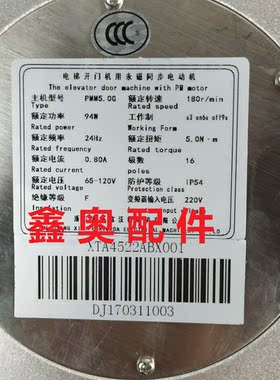 CCC
电梯开门机用永磁同步电动机
The elevator door machine with PM motor
主机型号 PMM5.0G 额定转速 180r/min
Type Rated speed
额定功率 94W 工作制 s3 on6s off9s
Rated power Working Form
额定频率 24Hz 额定扭矩 5.0N·m
Rated frequency Rated torque
额定电流 0.80A 极数 16
Rated current poles
额定电压 65-120V 防护等级 iP54
Rated voltage Protection class
绝缘等级 F 变频器输入电压 220V
鑫奥配件
XTA4522ABX001
DJ170311003